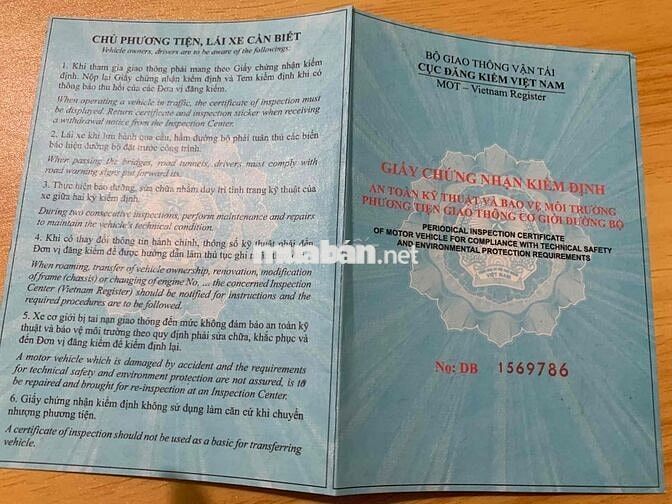 CHỦ PHƯƠNG TIỆN, LÁI XE CẦN BIẾT
Vehicle owners, drivers are to be aware of the followings:
1. Khi tham gia giao thông phải mang theo Giấy chứng nhận kiểm
định. Nộp lại Giấy chứng nhận kiểm định và Tem kiểm định khi có
thông báo thu hồi của các Đơn vị đăng kiểm.
When operating a vehicle in traffic, the certificate of inspection must
be displayed. Return certificate and inspection sticker when receiving
a withdrawal notice from the Inspection Center.
2. Lái xe khi lưu hành qua cầu, hầm đường bộ phải tuân thủ các biển
báo hiệu đường bộ đặt trước công trình.
When passing the bridges, road tunnels, drivers must comply with
road warning signs put forward its.
3. Thực hiện bảo dưỡng, sửa chữa nhằm duy trì tình trạng kỹ thuật của
xe giữa hai kỳ kiểm định.
During two consecutive inspections, perform maintenance and repairs
to maintain the vehicle's technical condition.
4. Khi có thay đổi thông tin hành chính, thông số kỹ thuật phải đến
Đơn vị đăng kiểm để được hướng dẫn làm thủ tục ghi
When roaming, transfer of vehicle ownership, renovation, modification
of frame (chassis) or changing of engine No, ... the concerned Inspection
Center (Vietnam Register) should be notified for instructions and the
required procedures are to be followed.
5. Xe cơ giới bị tai nạn giao thông đến mức không đảm bảo an toàn kỹ
thuật và bảo vệ môi trường theo quy định phải sửa chữa, khắc phục và
đến Đơn vị đăng kiểm để kiểm định lại.
A motor vehicle which is damaged by accident and the requirements
for technical safety and environment protection are not assured, is to
be repaired and brought for re-inspection at an Inspection Center.
6. Giấy chứng nhận kiểm định không sử dụng làm căn cứ khi chuyển
nhượng phương tiện.
A certificate of inspection should not be used as a basic for transferring
vehicle.
BỘ GIAO THÔNG VẬN TẢI
CỤC ĐĂNG KIỂM VIỆT NAM
MOT – Vietnam Register
GIẤY CHỨNG NHẬN KIỂM ĐỊNH
AN TOÀN KỸ THUẬT VÀ BẢO VỆ MÔI TRƯỜNG
PHƯƠNG TIỆN GIAO THÔNG CƠ GIỚI ĐƯỜNG BỘ
PERIODICAL INSPECTION CERTIFICATE
OF MOTOR VEHICLE FOR COMPLIANCE WITH TECHNICAL SAFETY
AND ENVIRONMENTAL PROTECTION REQUIREMENTS
VIỆT NAM
No: DB 1569786
muaban.net